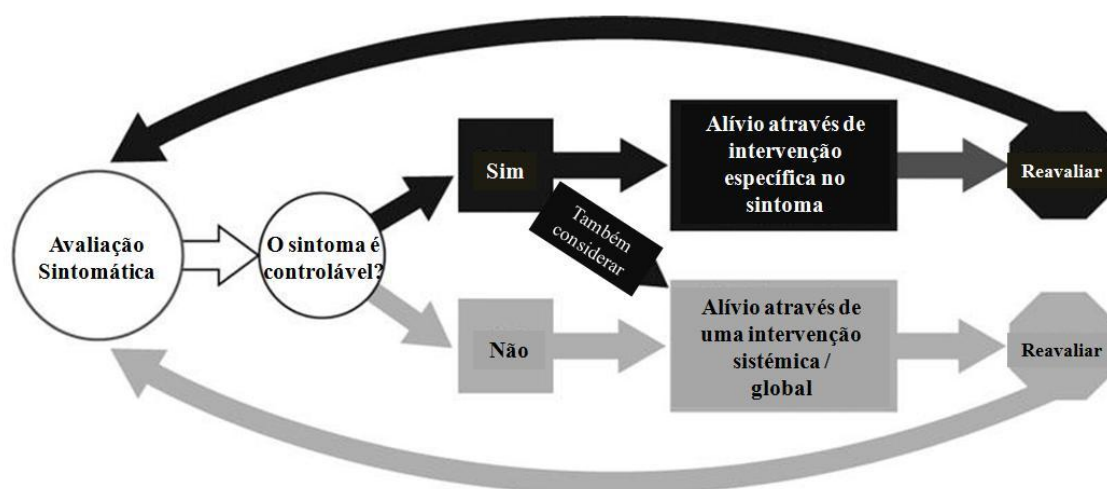 Avaliação
Sintomática
O sintoma é
controlável?
Sim
Alívio através de
intervenção
específica no
sintoma
Reavaliar
Também
considerar
Não
Alívio através de
uma intervenção
sistémica /
global
Reavaliar